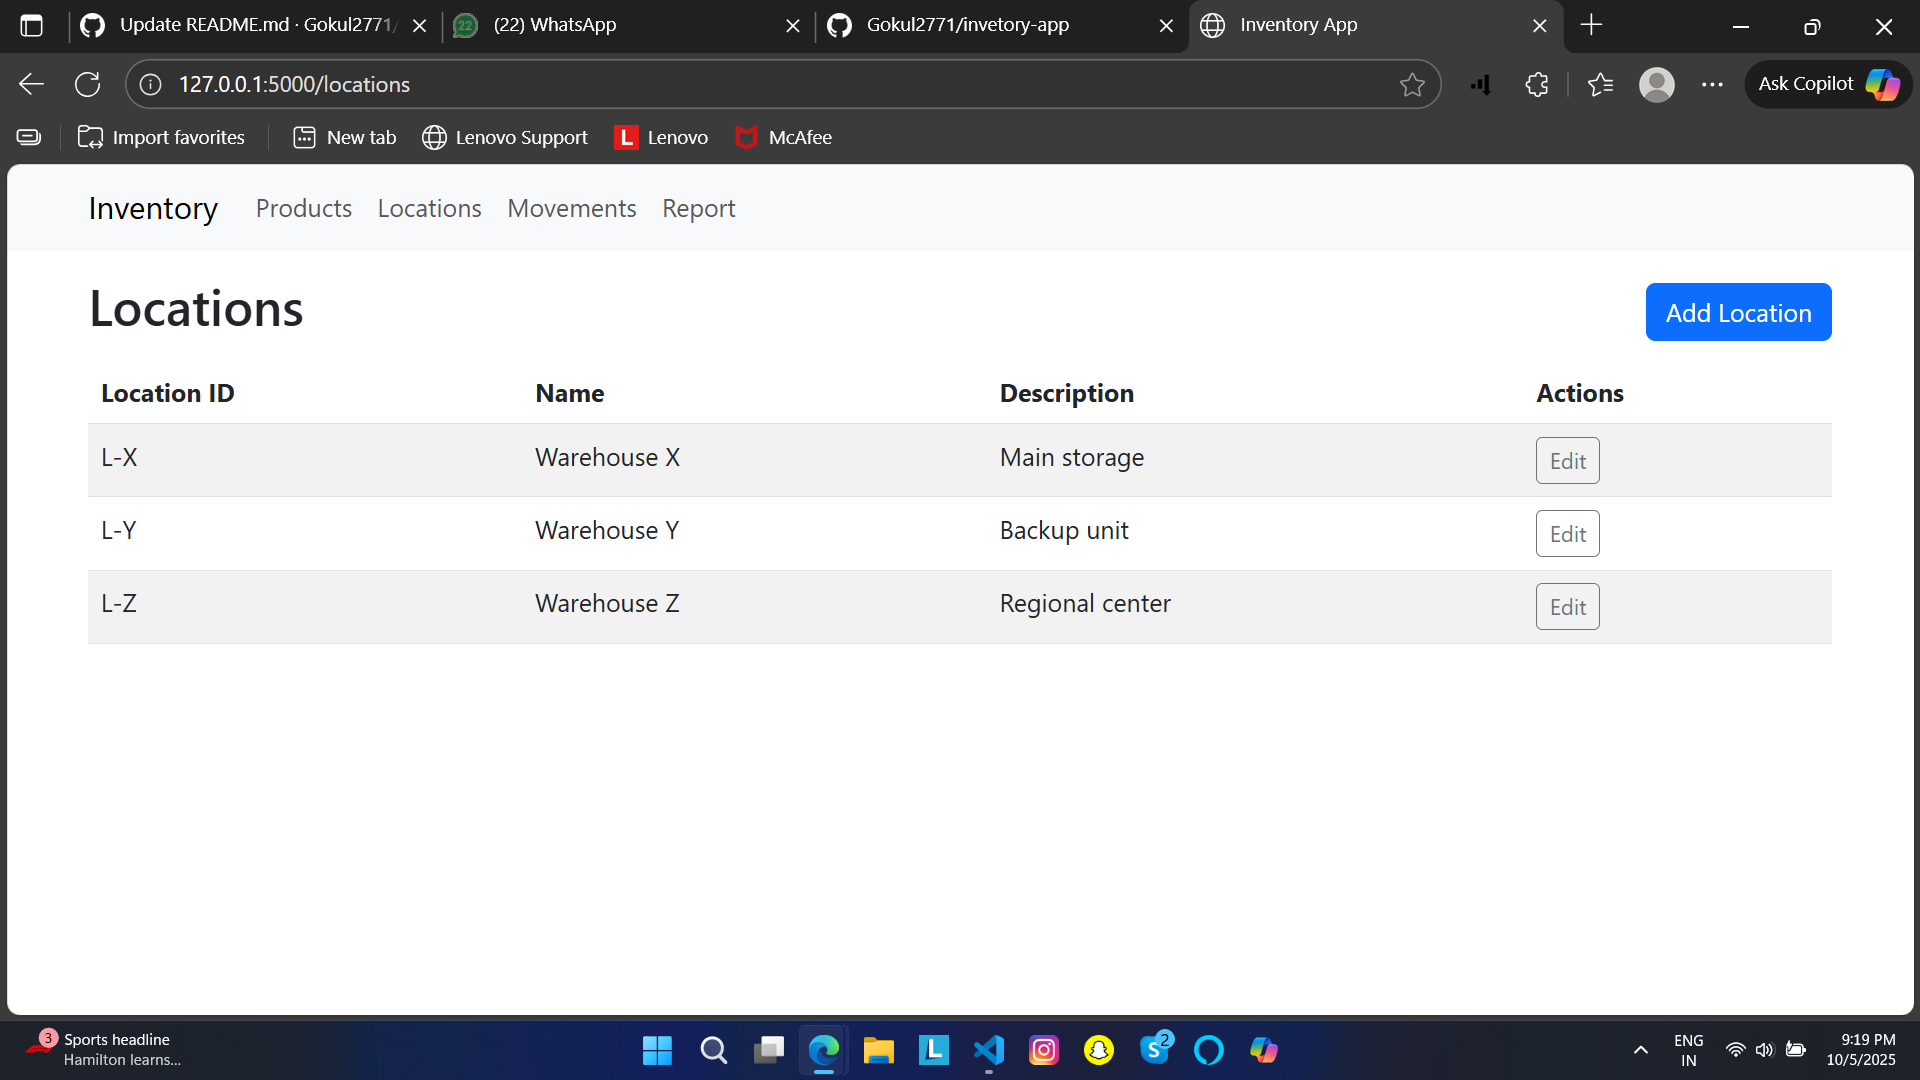 Update README.md · Gokul2771/
(22) WhatsApp
Gokul2771/invetory-app
Inventory App
127.0.0.1:5000/locations
Ask Copilot
Import favorites
New tab
Lenovo Support
L Lenovo
McAfee
Inventory Products Locations Movements Report
Locations
Add Location
Location ID Name Description Actions
L-X Warehouse X Main storage Edit
L-Y Warehouse Y Backup unit Edit
L-Z Warehouse Z Regional center Edit
3 Sports headline
Hamilton learns...
L
S 2
ENG
IN
9:19 PM
10/5/2025